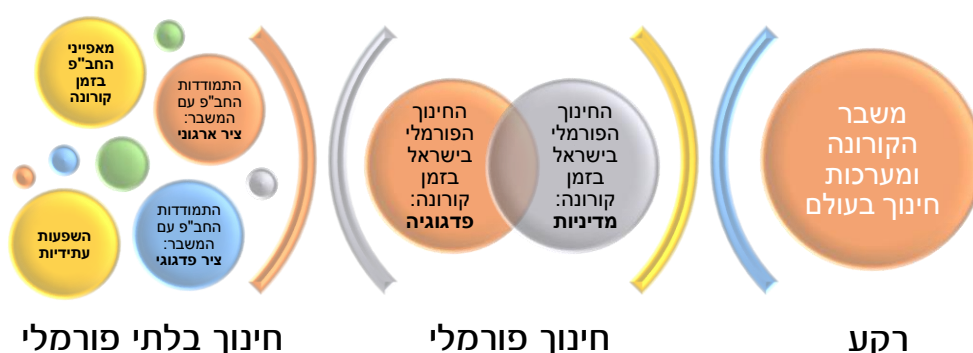 משבר
הקורונה
ומערכות
חינוך בעולם
רקע
החינוך
הפורמלי
בישראל
בזמן
קורונה:
מדיניות
החינוך
הפורמלי
בישראל
בזמן
קורונה:
פדגוגיה
חינוך פורמלי
מאפייני
החב"פ
בזמן
קורונה
התמודדות
החב"פ עם
המשבר:
ציר ארגוני
התמודדות
החב"פ עם
המשבר:
ציר פדגוגי
השפעות
עתידיות
חינוך בלתי פורמלי